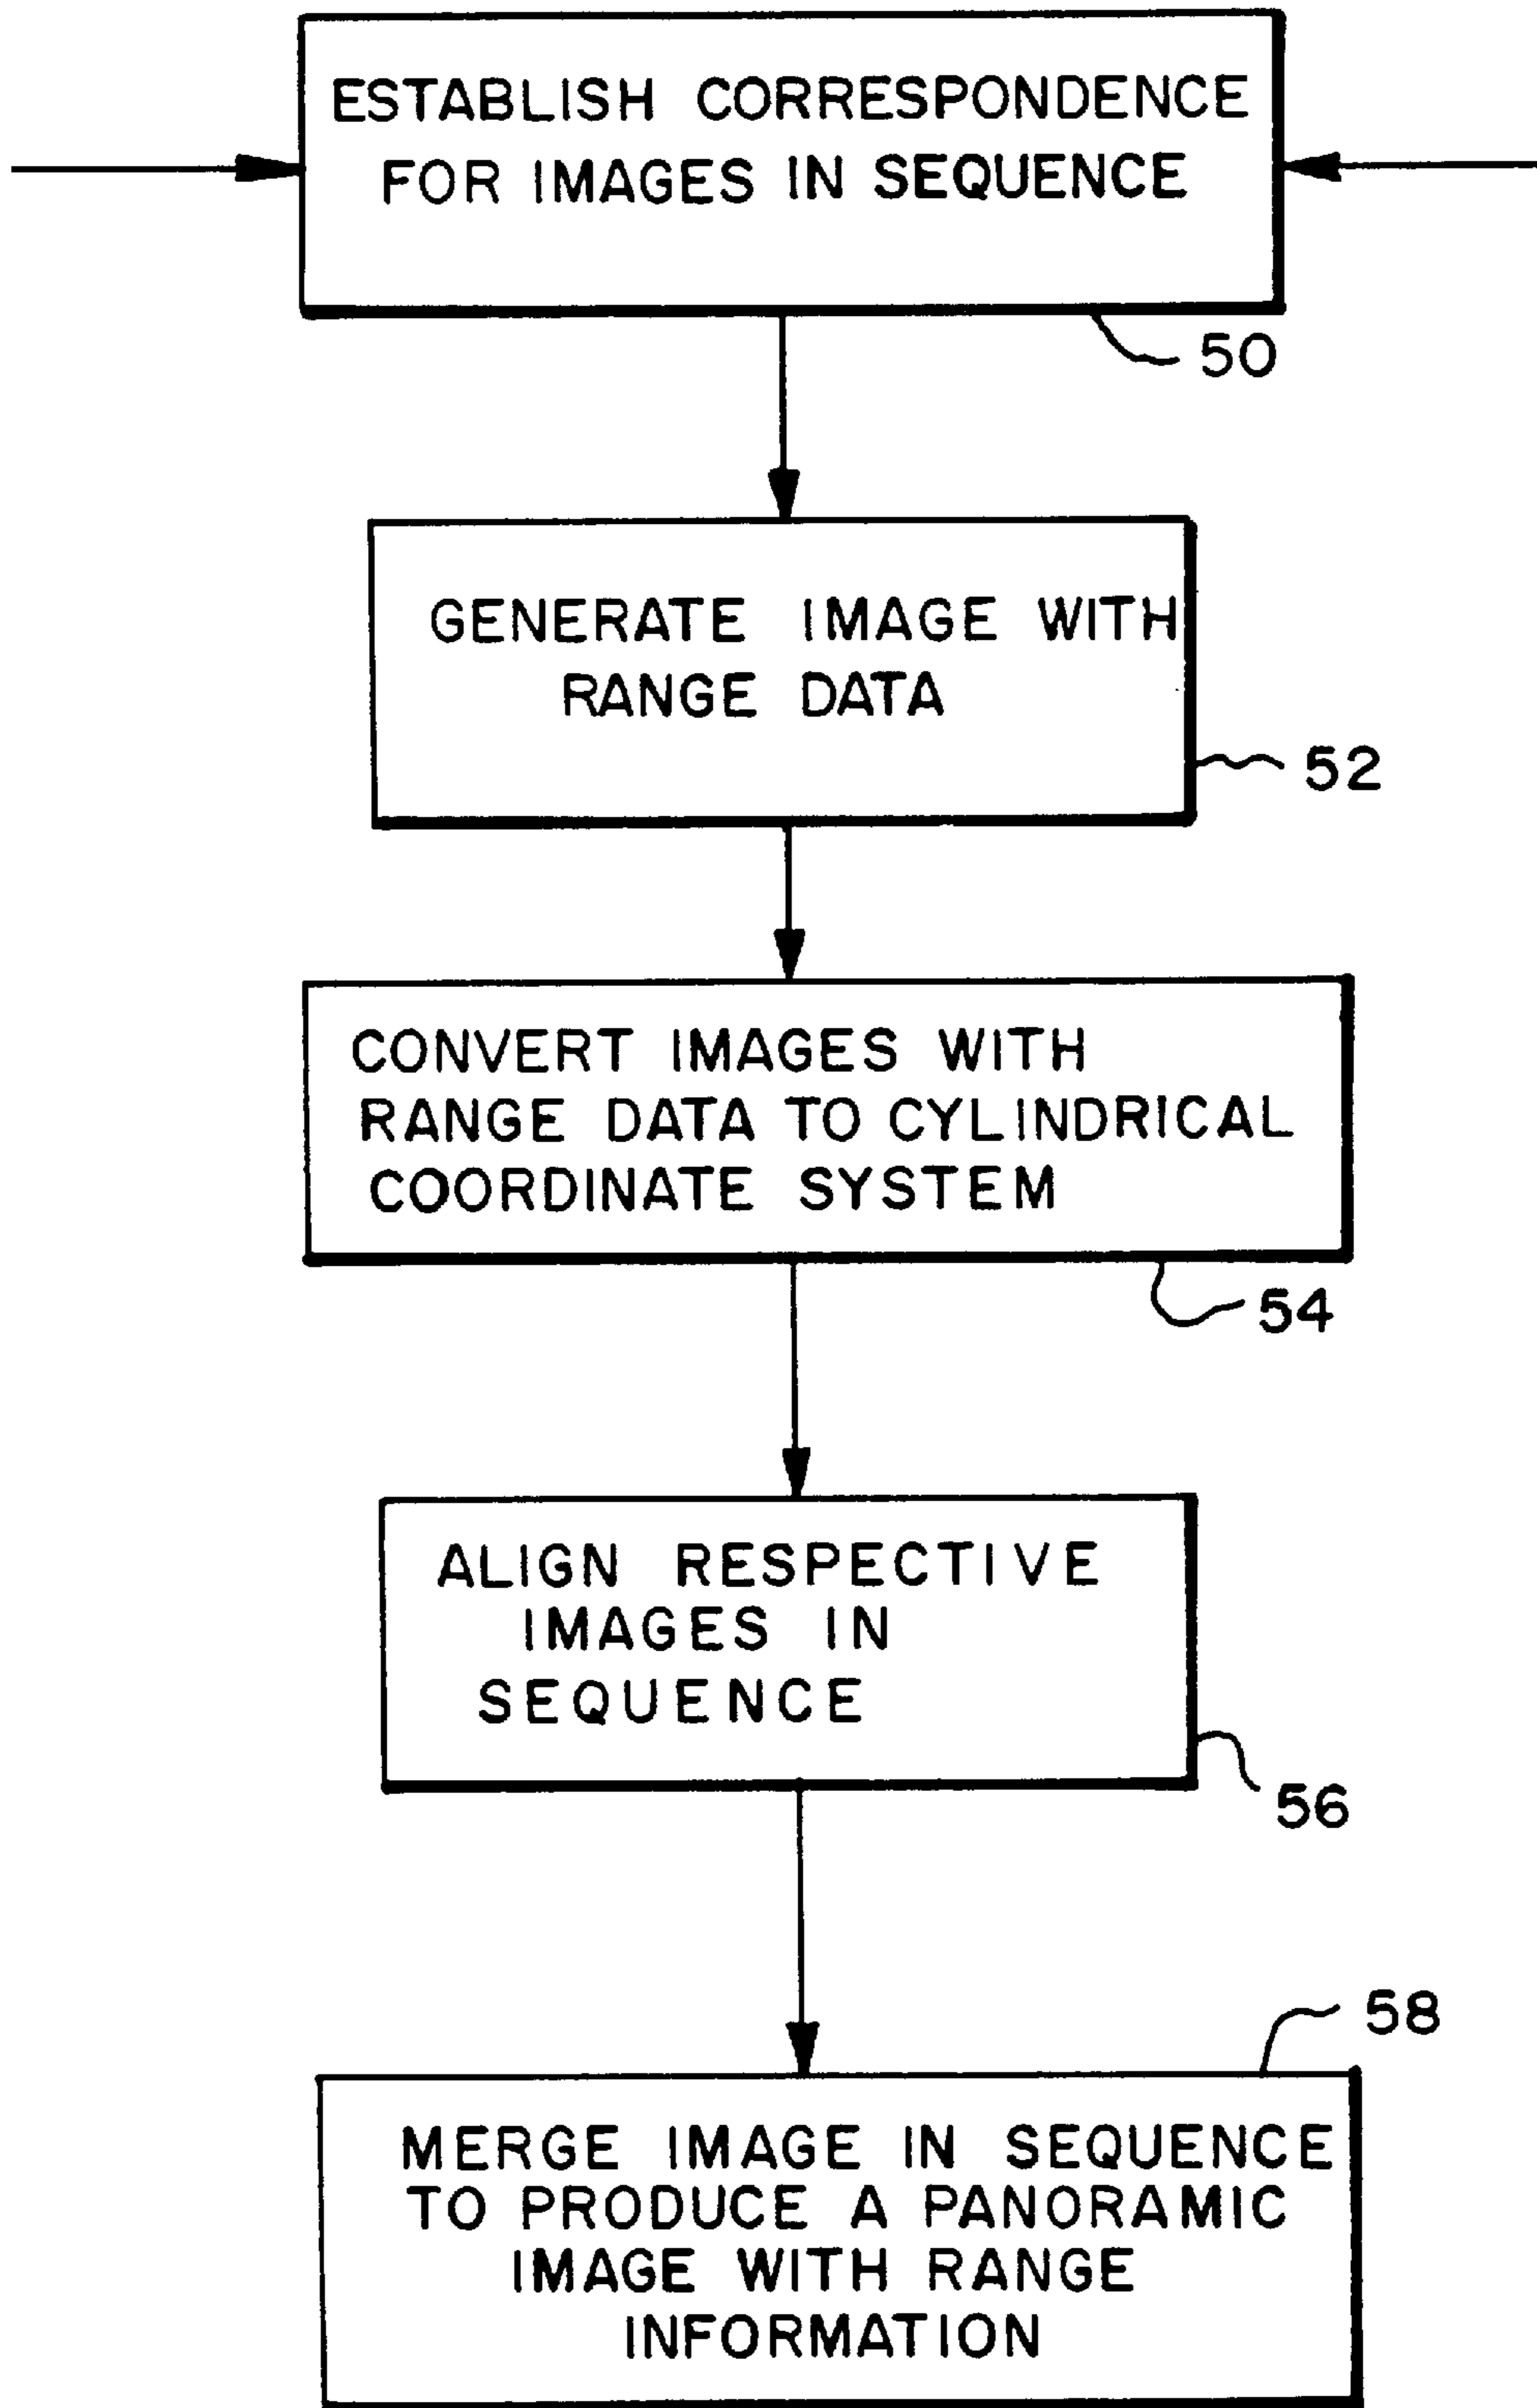 ESTABLISH CORRESPONDENCE
FOR IMAGES IN SEQUENCE
50
GENERATE IMAGE WITH
RANGE DATA
52
CONVERT IMAGES WITH
RANGE DATA TO CYLINDRICAL
COORDINATE SYSTEM
54
ALIGN RESPECTIVE
IMAGES IN
SEQUENCE
56
58
MERGE IMAGE IN SEQUENCE
TO PRODUCE A PANORAMIC
IMAGE WITH RANGE
INFORMATION